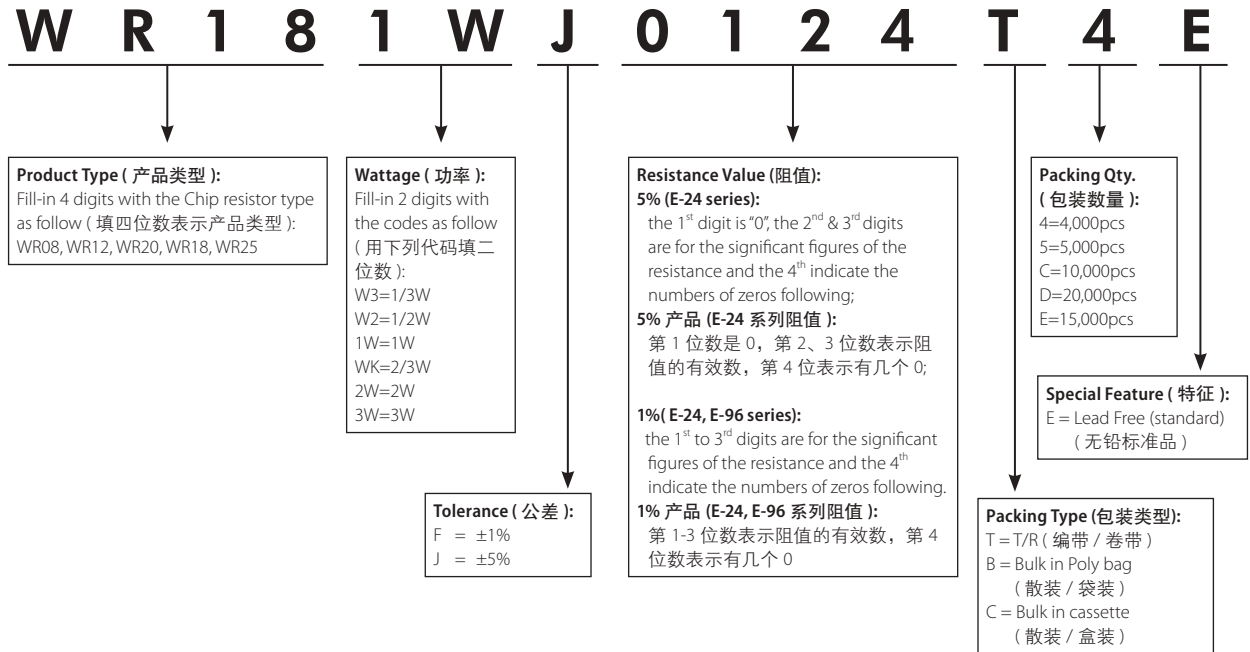 W R 1 8 1 W J 0 1 2 4 T 4 E
Product Type ( 产品类型 ):
Fill-in 4 digits with the Chip resistor type
as follow ( 填四位数表示产品类型 ):
WR08, WR12, WR20, WR18, WR25
Wattage ( 功率 ):
Fill-in 2 digits with
the codes as follow
( 用下列代码填二
位数 ):
W3=1/3W
W2=1/2W
1W=1W
WK=2/3W
2W=2W
3W=3W
Tolerance ( 公差 ):
F = ±1%
J = ±5%
Resistance Value (阻值):
5% (E-24 series):
the 1st digit is “0”, the 2nd & 3rd digits
are for the significant figures of the
resistance and the 4th indicate the
numbers of zeros following;
5% 产品 (E-24 系列阻值 ):
第 1 位数是 0，第 2、3 位数表示阻
值的有效数，第 4 位表示有几个 0;
1%( E-24, E-96 series):
the 1st to 3rd digits are for the significant
figures of the resistance and the 4th
indicate the numbers of zeros following.
1% 产品 (E-24, E-96 系列阻值 ):
第 1-3 位数表示阻值的有效数，第 4
位数表示有几个 0
Packing Qty.
( 包装数量 ):
4=4,000pcs
5=5,000pcs
C=10,000pcs
D=20,000pcs
E=15,000pcs
Special Feature ( 特征 ):
E = Lead Free (standard)
( 无铅标准品 )
Packing Type (包装类型):
T = T/R ( 编带 / 卷带 )
B = Bulk in Poly bag
( 散装 / 袋装 )
C = Bulk in cassette
( 散装 / 盒装 )